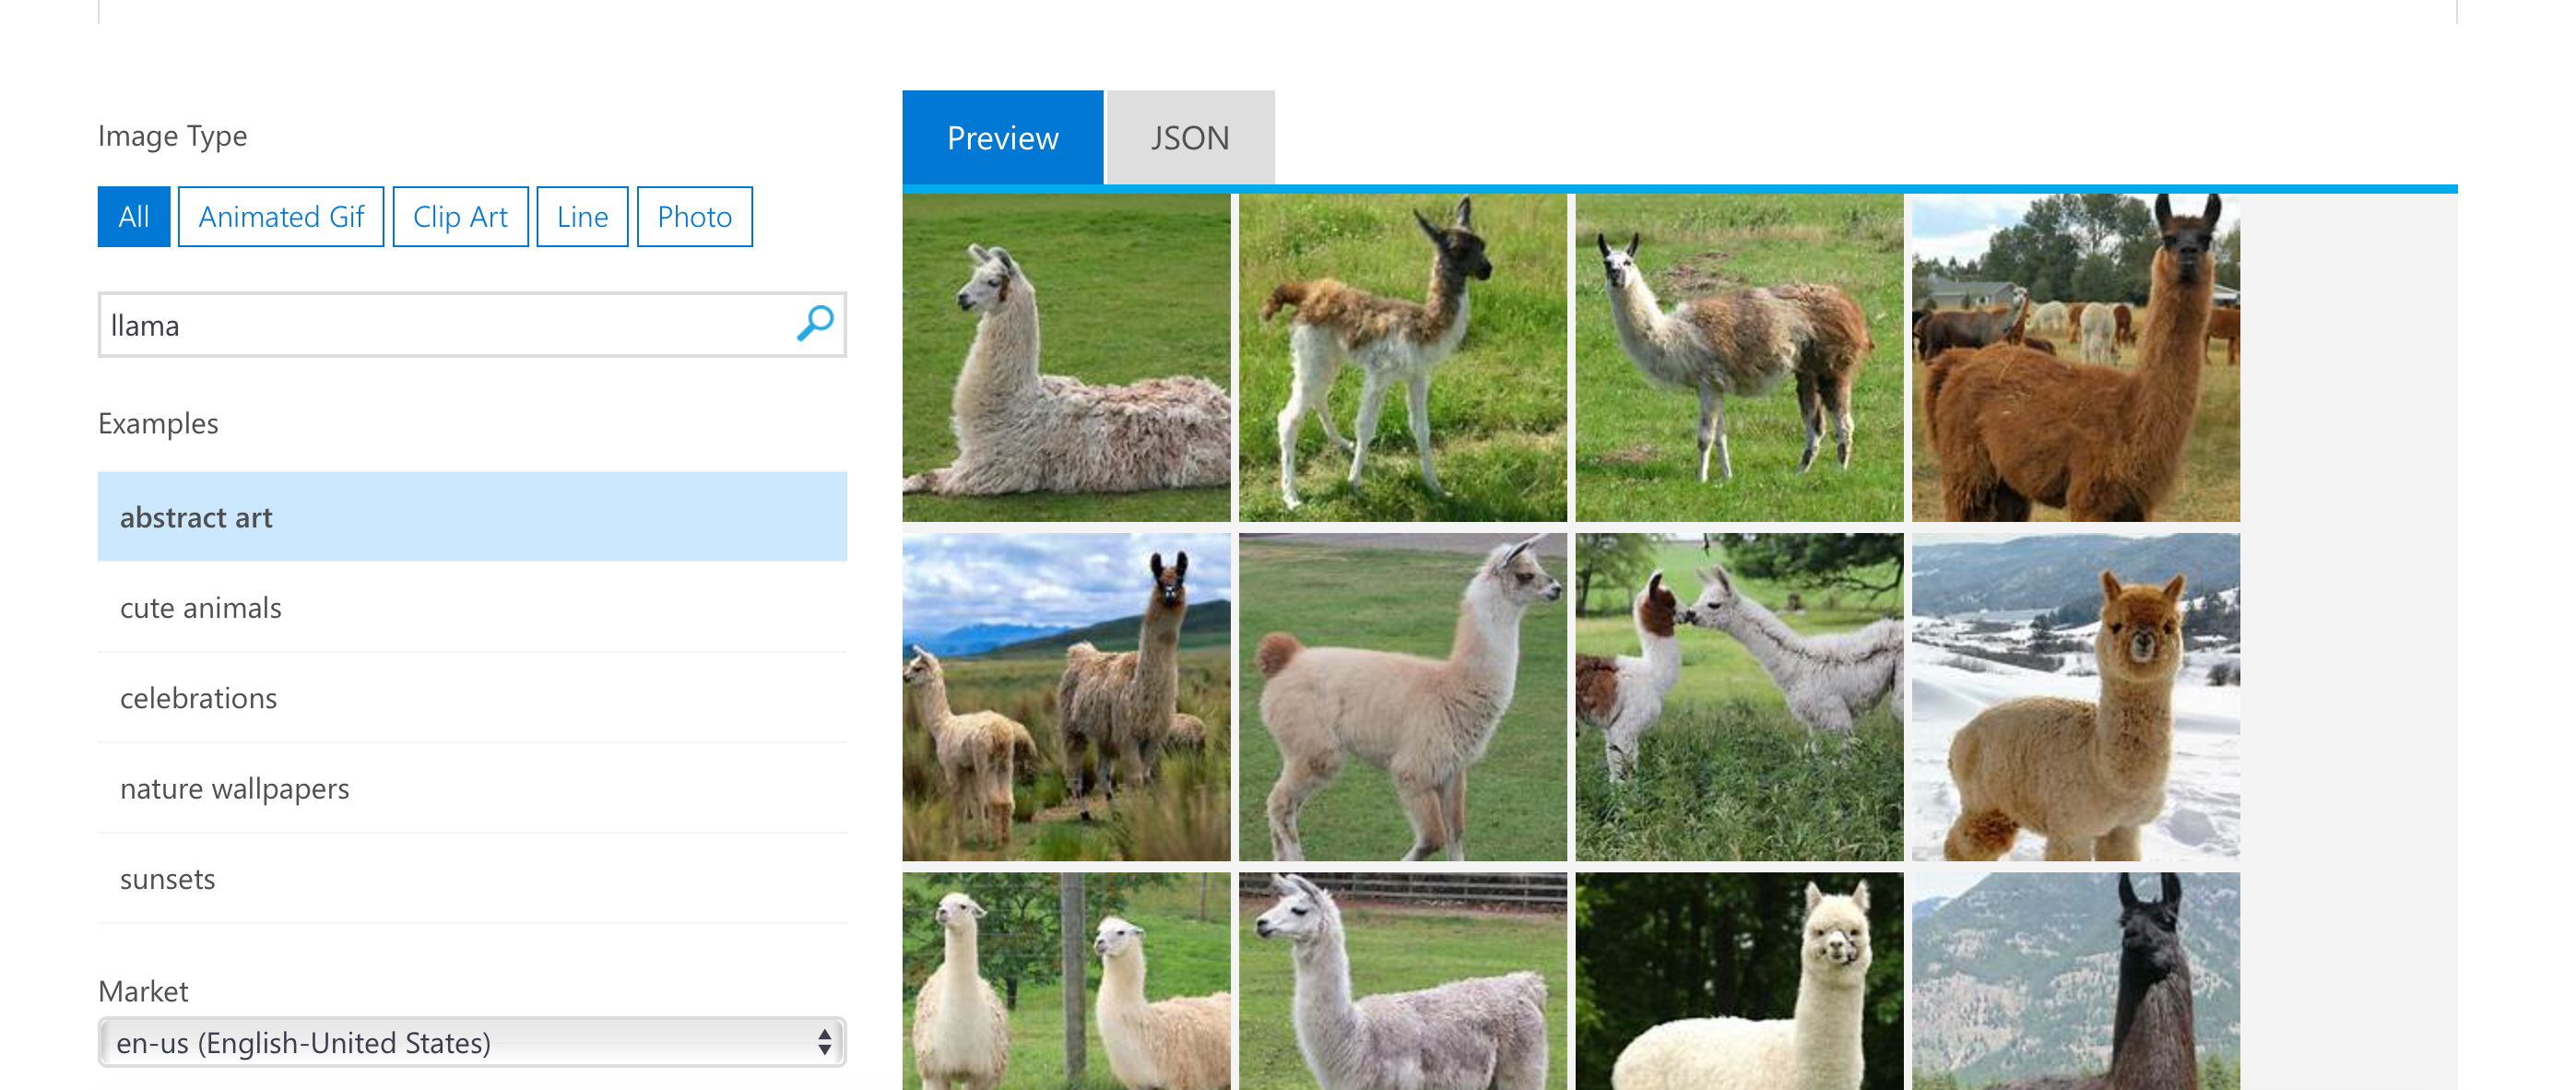 Image Type
All Animated Gif Clip Art Line Photo
llama
Examples
abstract art
cute animals
celebrations
nature wallpapers
sunsets
Market
en-us (English-United States)
Preview JSON